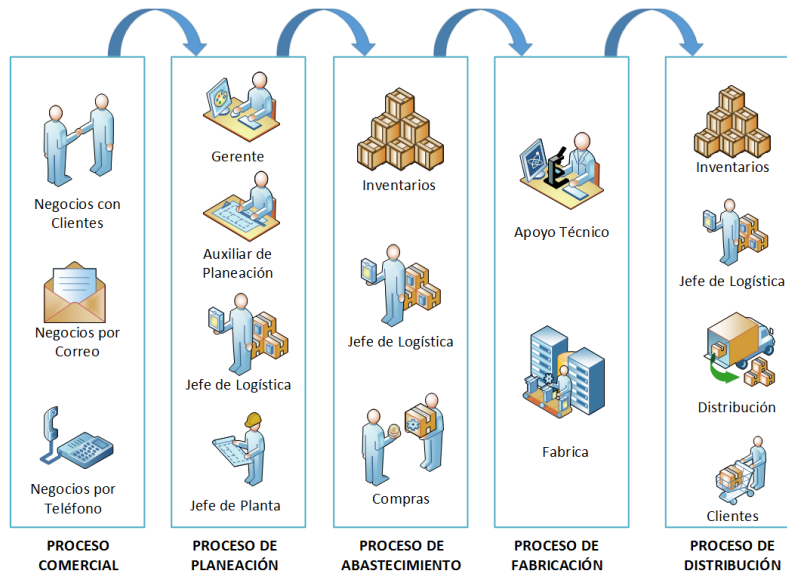 Negocios con
Clientes
Negocios por
Correo
Negocios por
Teléfono
PROCESO
COMERCIAL
Gerente
Auxiliar de
Planeación
Jefe de Logística
Jefe de Planta
PROCESO DE
PLANEACIÓN
Inventarios
Jefe de Logística
Compras
PROCESO DE
ABASTECIMIENTO
Apoyo Técnico
Fabrica
PROCESO DE
FABRICACIÓN
Inventarios
Jefe de Logística
Distribución
Clientes
PROCESO DE
DISTRIBUCIÓN